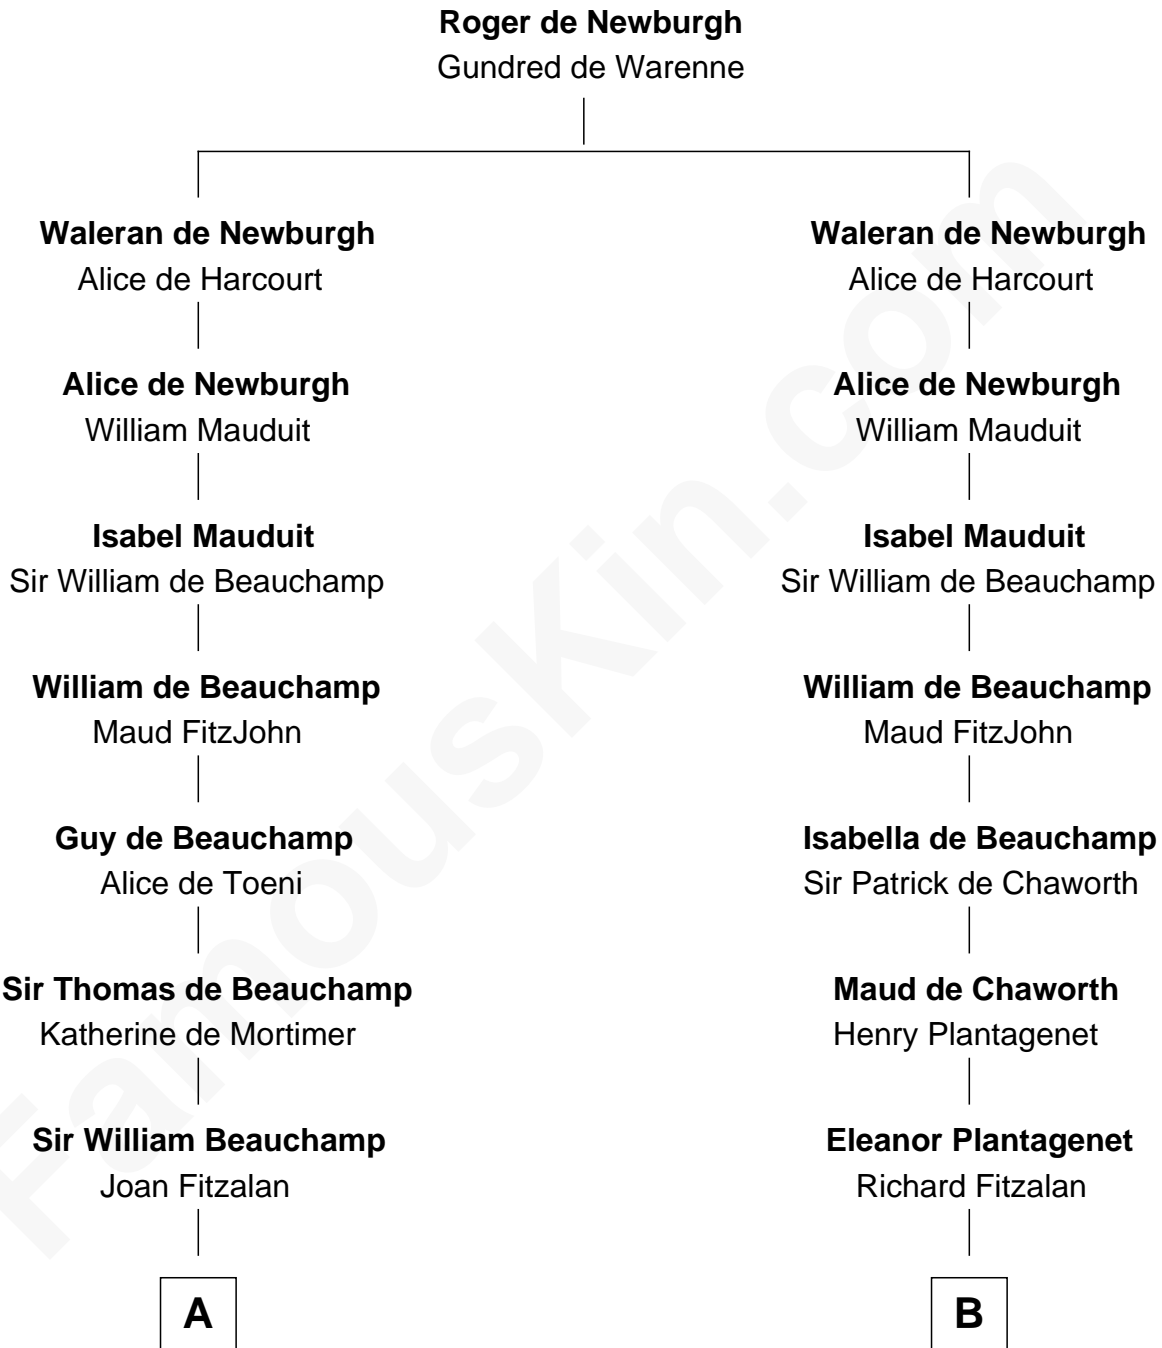 Roger de Newburgh
Gundred de Warenne
Waleran de Newburgh
Alice de Harcourt
Alice de Newburgh
William Mauduit
Isabel Mauduit
Sir William de Beauchamp
William de Beauchamp
Maud FitzJohn
Guy de Beauchamp
Alice de Toeni
Sir Thomas de Beauchamp
Katherine de Mortimer
Sir William Beauchamp
Joan Fitzalan
A
Waleran de Newburgh
Alice de Harcourt
Alice de Newburgh
William Mauduit
Isabel Mauduit
Sir William de Beauchamp
William de Beauchamp
Maud FitzJohn
Isabella de Beauchamp
Sir Patrick de Chaworth
Maud de Chaworth
Henry Plantagenet
Eleanor Plantagenet
Richard Fitzalan
B
FamousKin.com